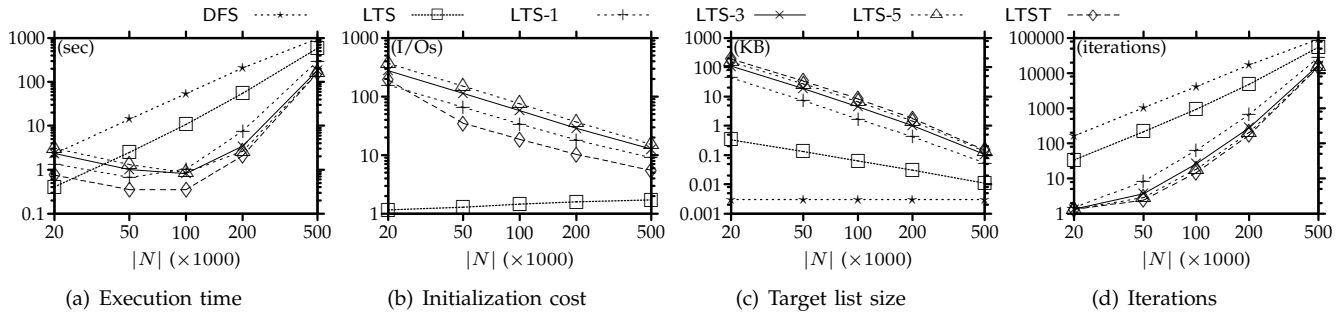 DFS LTS LTS-1 LTS-3 LTS-5 LTST
1000 (sec)
100
10
1
0.1
20 50 100 200 500
|N| (×1000)
(a) Execution time
1000 (I/Os)
100
10
1
20 50 100 200 500
|N| (×1000)
(b) Initialization cost
1000 (KB)
100
10
1
0.1
0.01
0.001
20 50 100 200 500
|N| (×1000)
(c) Target list size
100000 (iterations)
10000
1000
100
10
1
20 50 100 200 500
|N| (×1000)
(d) Iterations